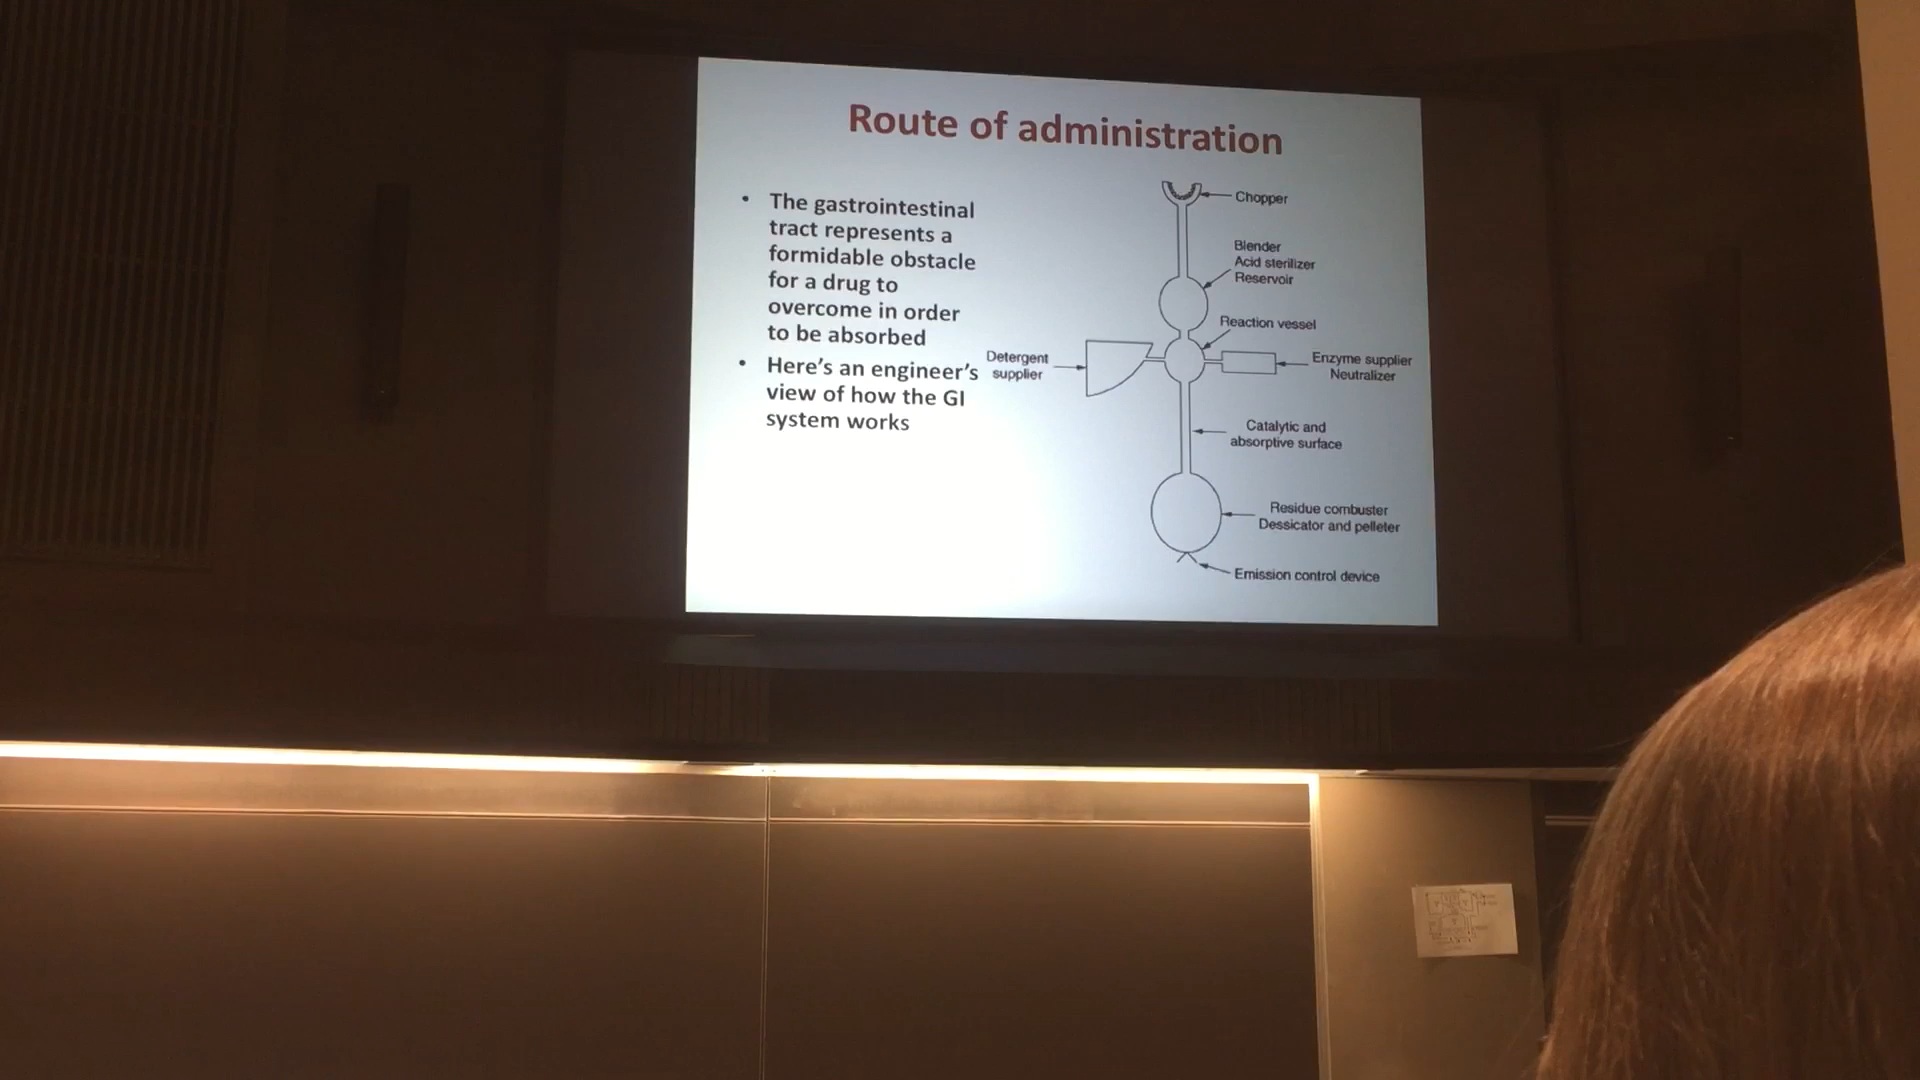 Route of administration
• The gastrointestinal
tract represents a
formidable obstacle
for a drug to
overcome in order
to be absorbed
• Here's an engineer's
view of how the GI
system works
Chopper
Blender
Acid sterilizer
Reservoir
Reaction vessel
Detergent
supplier
Enzyme supplier
Neutralizer
Catalytic and
absorptive surface
Residue combuster
Dessicator and pelleter
Emission control device